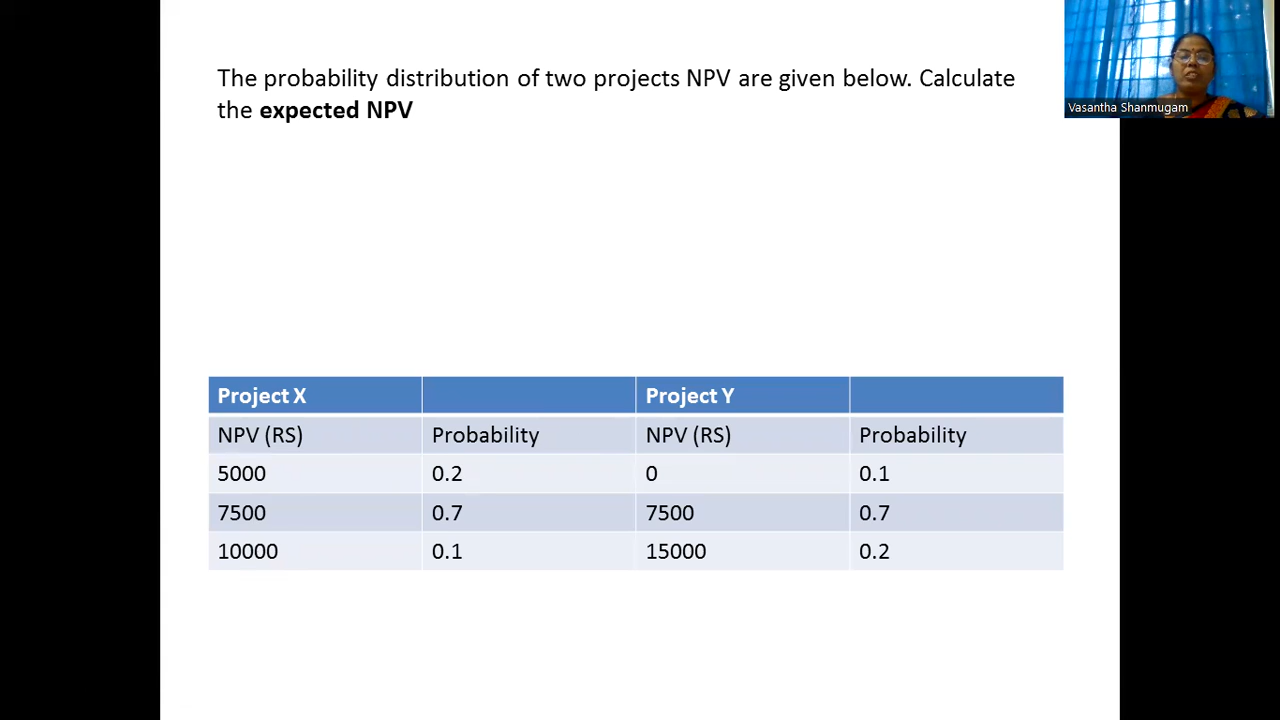 The probability distribution of two projects NPV are given below. Calculate
the expected NPV
Vasantha Shanmugam
Project X Project Y
NPV (RS) Probability NPV (RS) Probability
5000 0.2 0 0.1
7500 0.7 7500 0.7
10000 0.1 15000 0.2